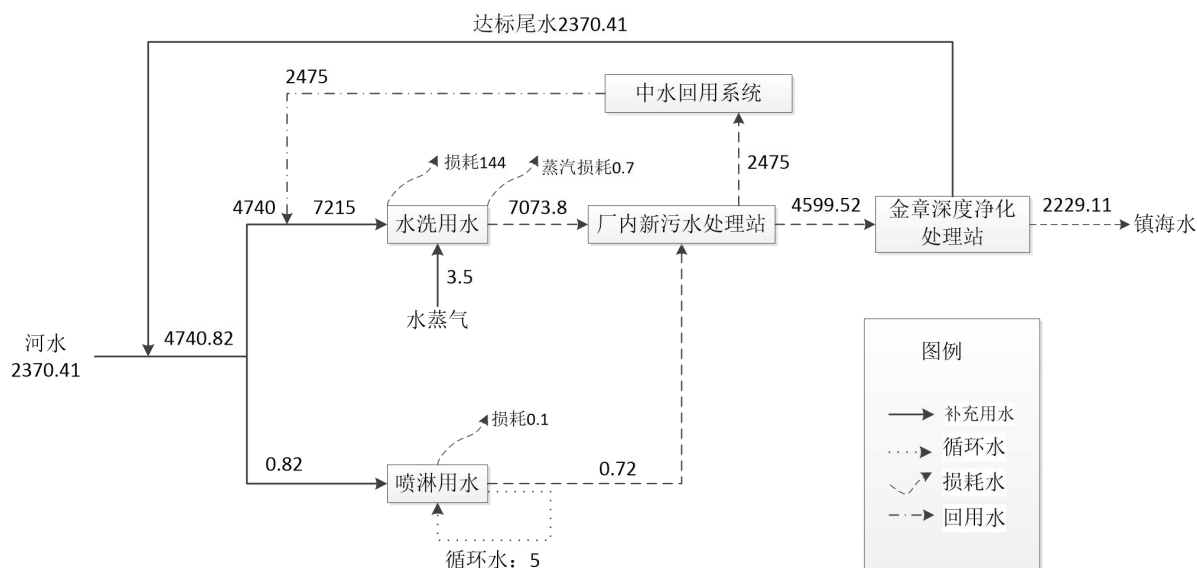 达标尾水2370.41
2475
中水回用系统
2475
损耗144
蒸汽损耗0.7
4740
7215
水洗用水
7073.8
厂内新污水处理站
4599.52
金章深度净化
处理站
2229.11
镇海水
3.5
水蒸气
河水
2370.41
4740.82
损耗0.1
0.82
喷淋用水
0.72
循环水：5
图例
补充用水
循环水
损耗水
回用水